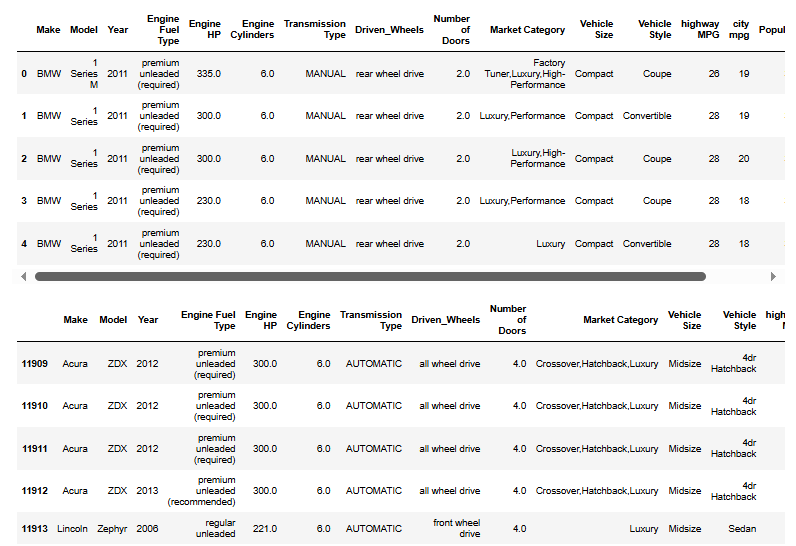 Make Model Year Engine Fuel Type Engine HP Engine Cylinders Transmission Type Driven_Wheels Number of Doors Market Category Vehicle Size Vehicle Style highway MPG city mpg Popul
0 BMW 1 Series M 2011 premium unleaded (required) 335.0 6.0 MANUAL rear wheel drive 2.0 Factory Tuner,Luxury,High-Performance Compact Coupe 26 19
1 BMW 1 Series 2011 premium unleaded (required) 300.0 6.0 MANUAL rear wheel drive 2.0 Luxury,Performance Compact Convertible 28 19
2 BMW 1 Series 2011 premium unleaded (required) 300.0 6.0 MANUAL rear wheel drive 2.0 Luxury,High-Performance Compact Coupe 28 20
3 BMW 1 Series 2011 premium unleaded (required) 230.0 6.0 MANUAL rear wheel drive 2.0 Luxury,Performance Compact Coupe 28 18
4 BMW 1 Series 2011 premium unleaded (required) 230.0 6.0 MANUAL rear wheel drive 2.0 Luxury Compact Convertible 28 18
Make Model Year Engine Fuel Type Engine HP Engine Cylinders Transmission Type Driven_Wheels Number of Doors Market Category Vehicle Size Vehicle Style high
11909 Acura ZDX 2012 premium unleaded (required) 300.0 6.0 AUTOMATIC all wheel drive 4.0 Crossover,Hatchback,Luxury Midsize 4dr Hatchback
11910 Acura ZDX 2012 premium unleaded (required) 300.0 6.0 AUTOMATIC all wheel drive 4.0 Crossover,Hatchback,Luxury Midsize 4dr Hatchback
11911 Acura ZDX 2012 premium unleaded (required) 300.0 6.0 AUTOMATIC all wheel drive 4.0 Crossover,Hatchback,Luxury Midsize 4dr Hatchback
11912 Acura ZDX 2013 premium unleaded (recommended) 300.0 6.0 AUTOMATIC all wheel drive 4.0 Crossover,Hatchback,Luxury Midsize 4dr Hatchback
11913 Lincoln Zephyr 2006 regular unleaded 221.0 6.0 AUTOMATIC front wheel drive 4.0 Luxury Midsize Sedan